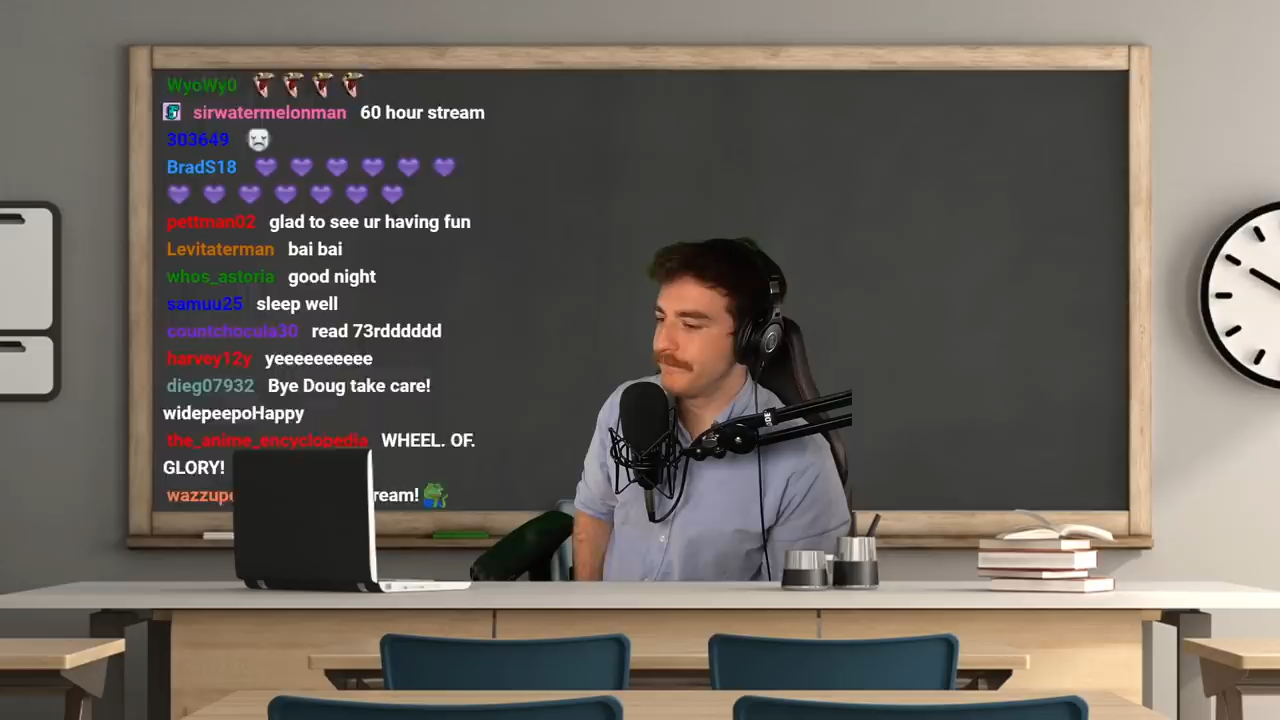 WyoWy0
sirwatermelonman 60 hour stream
303649
BradS18
pettman02 glad to see ur having fun
Levitaterman bai bai
whos_astoria good night
samuu25 sleep well
countchocula30 read 73rdddddd
harvey12y yeeeeeeeeee
dieg07932 Bye Doug take care!
widepeepoHappy
the_anime_encyclopedia WHEEL. OF.
GLORY!